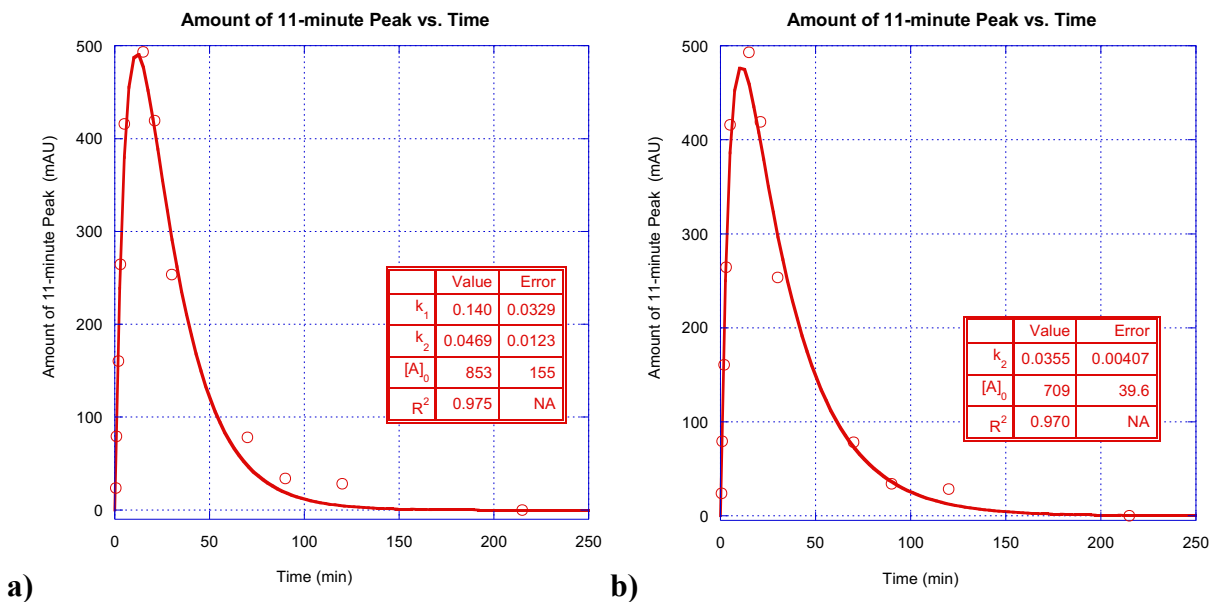 Amount of 11-minute Peak vs. Time
Amount of 11-minute Peak (mAU)
500
400
300
200
100
0
0 50 100 150 200 250
Time (min)
Value Error
k1 0.140 0.0329
k2 0.0469 0.0123
[A]0 853 155
R2 0.975 NA
a)
Amount of 11-minute Peak vs. Time
Amount of 11-minute Peak (mAU)
500
400
300
200
100
0
0 50 100 150 200 250
Time (min)
Value Error
k2 0.0355 0.00407
[A]0 709 39.6
R2 0.970 NA
b)